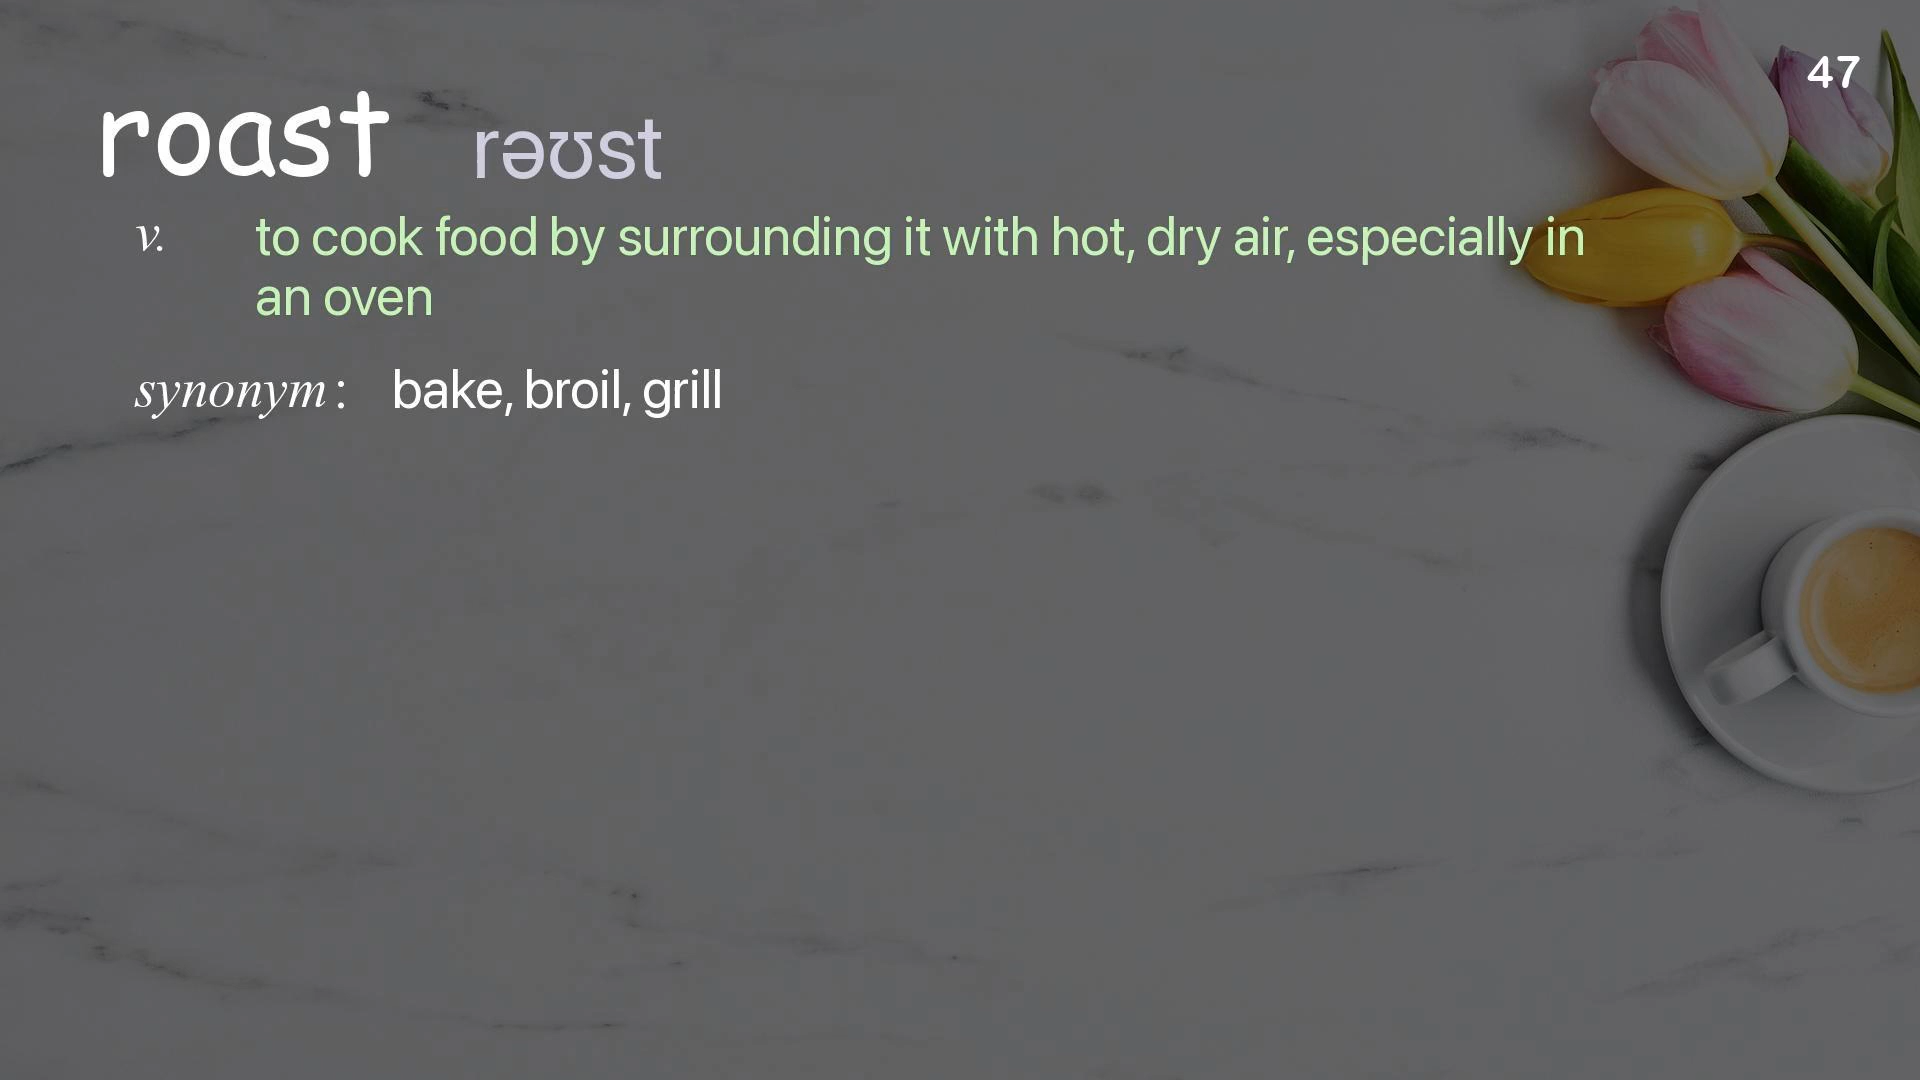 47
roast rəʊst
v. to cook food by surrounding it with hot, dry air, especially in
an oven
synonym: bake, broil, grill